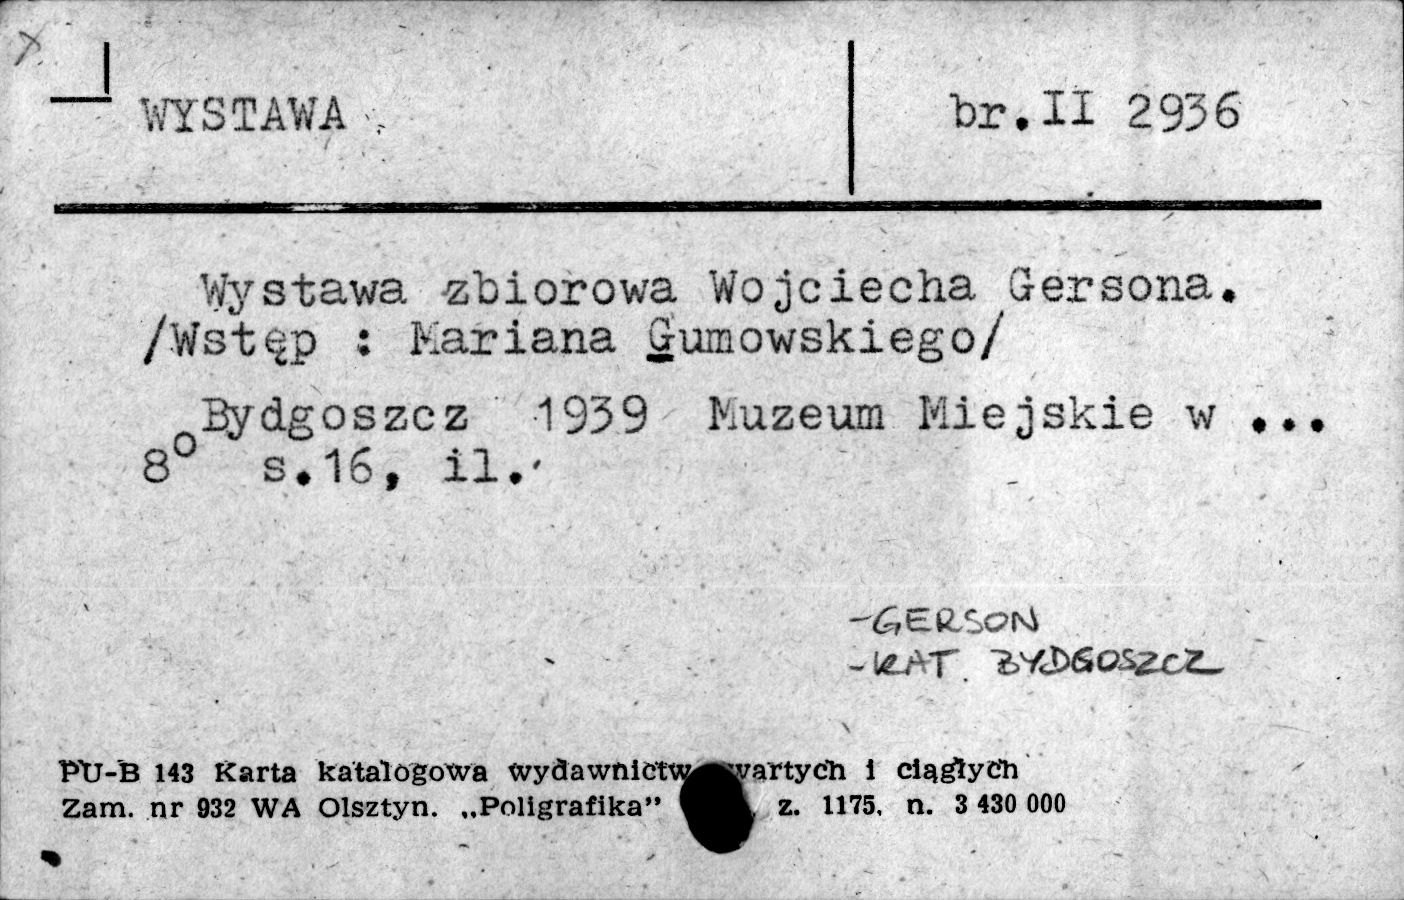 WYSTAWA
br.II 2936
Wystawa zbiorowa Wojciecha Gersona.
/Wstęp : Mariana Gumowskiego/
Bydgoszcz 1939 Muzeum Miejskie w ...
8° s.16, il.
-GERSON
-KAT. BYDGOSZCZ
PU-B 143 Karta katalogowa wydawnictw wartych i ciągłych
Zam. nr 932 WA Olsztyn. „Poligrafika” z. 1175. n. 3 430 000